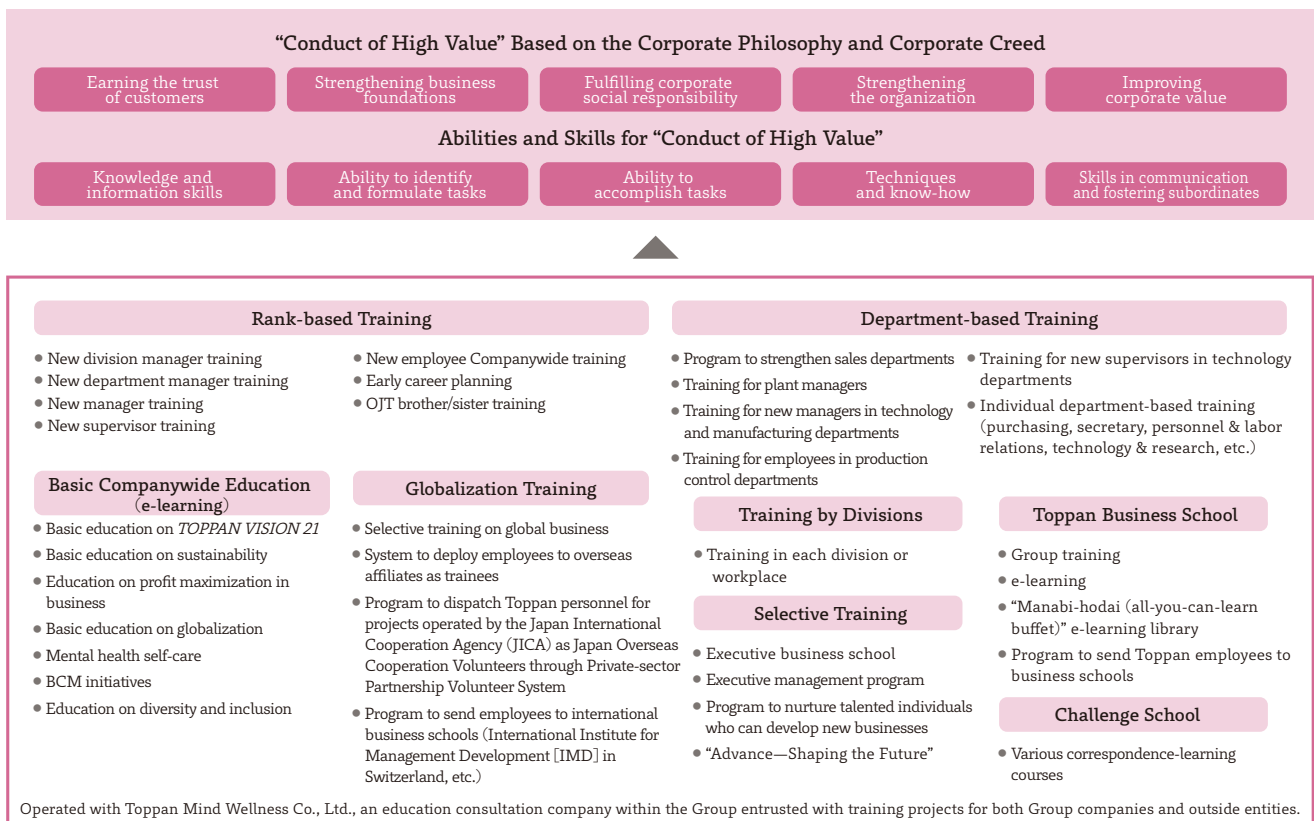 “Conduct of High Value” Based on the Corporate Philosophy and Corporate Creed
Earning the trust
of customers
Strengthening business
foundations
Fulfilling corporate
social responsibility
Strengthening
the organization
Improving
corporate value
Abilities and Skills for “Conduct of High Value”
Knowledge and
information skills
Ability to identify
and formulate tasks
Ability to
accomplish tasks
Techniques
and know-how
Skills in communication
and fostering subordinates
Rank-based Training
• New division manager training
• New department manager training
• New manager training
• New supervisor training
• New employee Companywide training
• Early career planning
• OJT brother/sister training
Department-based Training
• Program to strengthen sales departments
• Training for plant managers
• Training for new managers in technology
and manufacturing departments
• Training for employees in production
control departments
• Training for new supervisors in technology
departments
• Individual department-based training
(purchasing, secretary, personnel & labor
relations, technology & research, etc.)
Basic Companywide Education
(e-learning)
• Basic education on TOPPAN VISION 21
• Basic education on sustainability
• Education on profit maximization in
business
• Basic education on globalization
• Mental health self-care
• BCM initiatives
• Education on diversity and inclusion
Globalization Training
• Selective training on global business
• System to deploy employees to overseas
affiliates as trainees
• Program to dispatch Toppan personnel for
projects operated by the Japan International
Cooperation Agency (JICA) as Japan Overseas
Cooperation Volunteers through Private-sector
Partnership Volunteer System
• Program to send employees to international
business schools (International Institute for
Management Development [IMD] in
Switzerland, etc.)
Training by Divisions
• Training in each division or
workplace
Selective Training
• Executive business school
• Executive management program
• Program to nurture talented individuals
who can develop new businesses
• “Advance—Shaping the Future”
Toppan Business School
• Group training
• e-learning
• “Manabi-hodai (all-you-can-learn
buffet)” e-learning library
• Program to send Toppan employees to
business schools
Challenge School
• Various correspondence-learning
courses
Operated with Toppan Mind Wellness Co., Ltd., an education consultation company within the Group entrusted with training projects for both Group companies and outside entities.